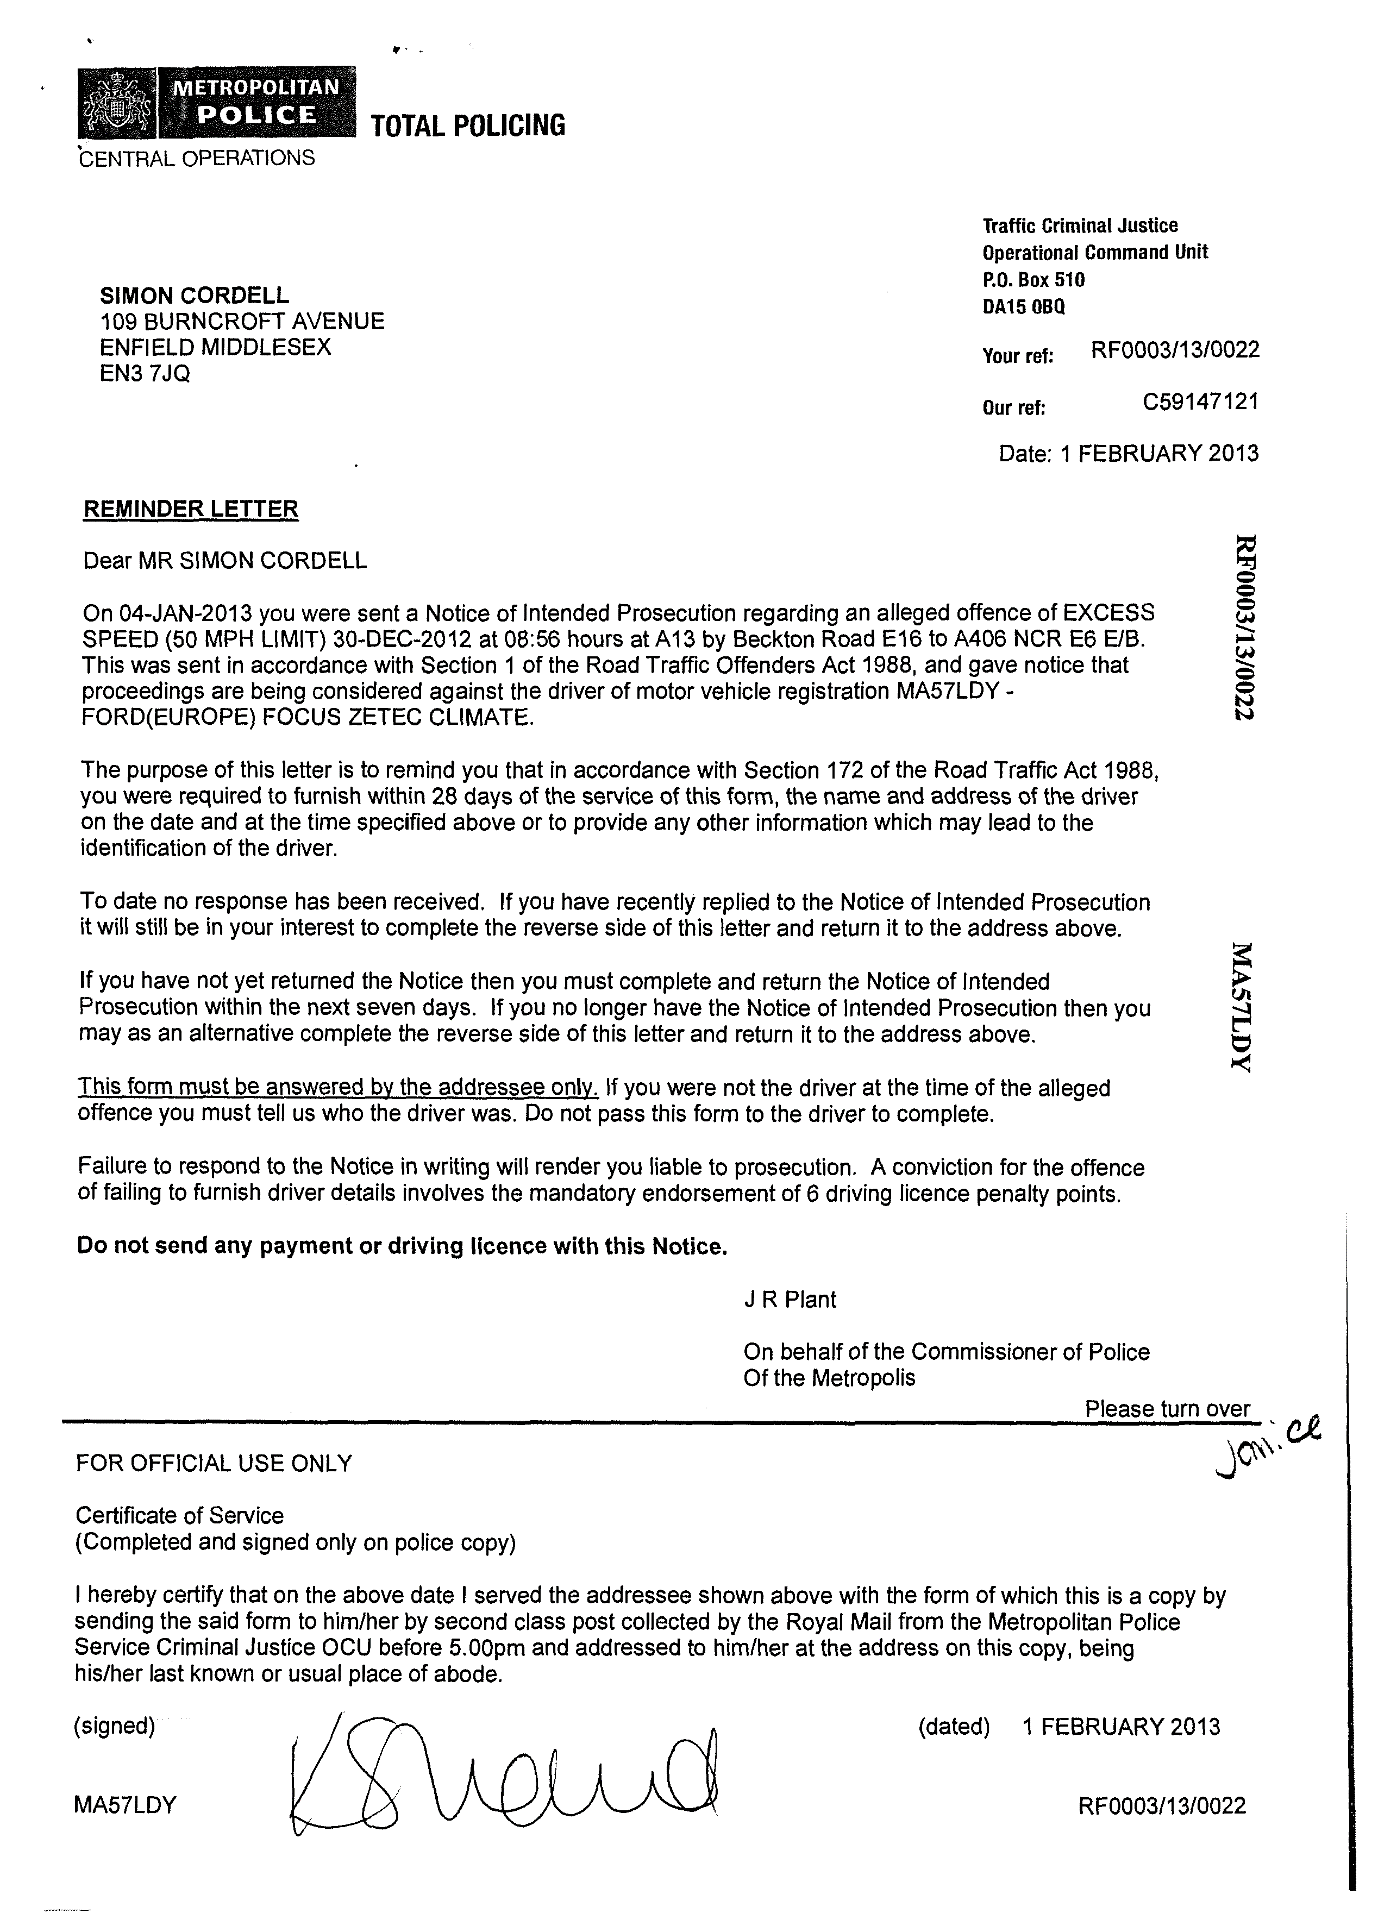 METROPOLITAN
POLICE
TOTAL POLICING
CENTRAL OPERATIONS
Traffic Criminal Justice
Operational Command Unit
P.O. Box 510
DA15 0BQ
SIMON CORDELL
109 BURNCROFT AVENUE
ENFIELD MIDDLESEX
EN3 7JQ
Your ref: RF0003/13/0022
Our ref: C59147121
Date: 1 FEBRUARY 2013
REMINDER LETTER
Dear MR SIMON CORDELL
On 04-JAN-2013 you were sent a Notice of Intended Prosecution regarding an alleged offence of EXCESS
SPEED (50 MPH LIMIT) 30-DEC-2012 at 08:56 hours at A13 by Beckton Road E16 to A406 NCR E6 E/B.
This was sent in accordance with Section 1 of the Road Traffic Offenders Act 1988, and gave notice that
proceedings are being considered against the driver of motor vehicle registration MA57LDY -
FORD(EUROPE) FOCUS ZETEC CLIMATE.
The purpose of this letter is to remind you that in accordance with Section 172 of the Road Traffic Act 1988,
you were required to furnish within 28 days of the service of this form, the name and address of the driver
on the date and at the time specified above or to provide any other information which may lead to the
identification of the driver.
To date no response has been received. If you have recently replied to the Notice of Intended Prosecution
it will still be in your interest to complete the reverse side of this letter and return it to the address above.
If you have not yet returned the Notice then you must complete and return the Notice of Intended
Prosecution within the next seven days. If you no longer have the Notice of Intended Prosecution then you
may as an alternative complete the reverse side of this letter and return it to the address above.
This form must be answered by the addressee only. If you were not the driver at the time of the alleged
offence you must tell us who the driver was. Do not pass this form to the driver to complete.
Failure to respond to the Notice in writing will render you liable to prosecution. A conviction for the offence
of failing to furnish driver details involves the mandatory endorsement of 6 driving licence penalty points.
Do not send any payment or driving licence with this Notice.
RF0003/13/0022
MA57LDY
J R Plant
On behalf of the Commissioner of Police
Of the Metropolis
Please turn over
Janice
FOR OFFICIAL USE ONLY
Certificate of Service
(Completed and signed only on police copy)
I hereby certify that on the above date I served the addressee shown above with the form of which this is a copy by
sending the said form to him/her by second class post collected by the Royal Mail from the Metropolitan Police
Service Criminal Justice OCU before 5.00pm and addressed to him/her at the address on this copy, being
his/her last known or usual place of abode.
(signed)
(dated) 1 FEBRUARY 2013
MA57LDY
RF0003/13/0022